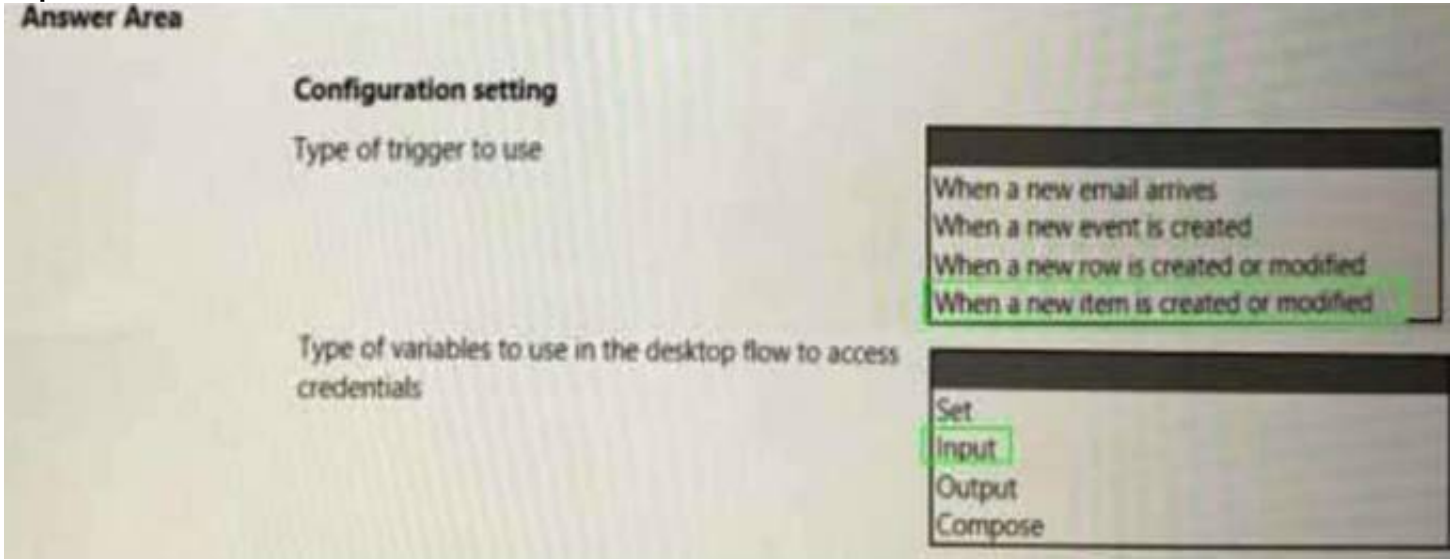 Answer Area
Configuration setting
Type of trigger to use
When a new email arrives
When a new event is created
When a new row is created or modified
When a new item is created or modified
Type of variables to use in the desktop flow to access
credentials
Set
Input
Output
Compose